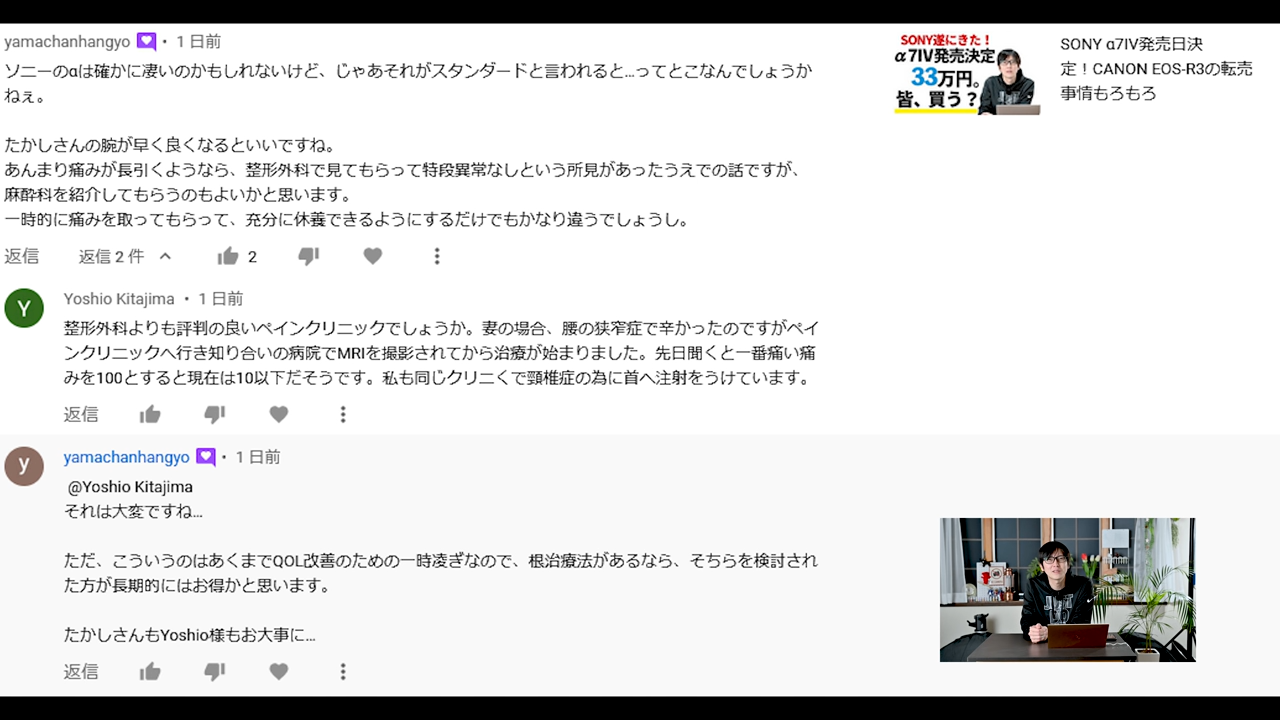 yamachanhangyo • 1 日前
ソニーのαは確かに凄いのかもしれないけど、じゃあそれがスタンダードと言われると…ってとこなんでしょうか
ねぇ。
たかしさんの腕が早く良くなるといいですね。
あんまり痛みが長引くようなら、整形外科で見てもらって特段異常なしという所見があったうえでの話ですが、
麻酔科を紹介してもらうのもよいかと思います。
一時的に痛みを取ってもらって、充分に休養できるようにするだけでもかなり違うでしょうし。
返信 返信 2 件 2
Y
Yoshio Kitajima • 1 日前
整形外科よりも評判の良いペインクリニックでしょうか。妻の場合、腰の狭窄症で辛かったのですがペイ
ンクリニックへ行き知り合いの病院でMRIを撮影されてから治療が始まりました。先日聞くと一番痛い痛
みを100とすると現在は10以下だそうです。私も同じクリニくで頸椎症の為に首へ注射をうけています。
返信
y
yamachanhangyo • 1 日前
@Yoshio Kitajima
それは大変ですね…
ただ、こういうのはあくまでQOL改善のための一時凌ぎなので、根治療法があるなら、そちらを検討され
た方が長期的にはお得かと思います。
たかしさんもYoshio様もお大事に…
返信
SONY遂にきた！
α7IV発売決定
33万円。
皆、買う？
SONY α7IV発売日決
定！CANON EOS-R3の転売
事情もろもろ